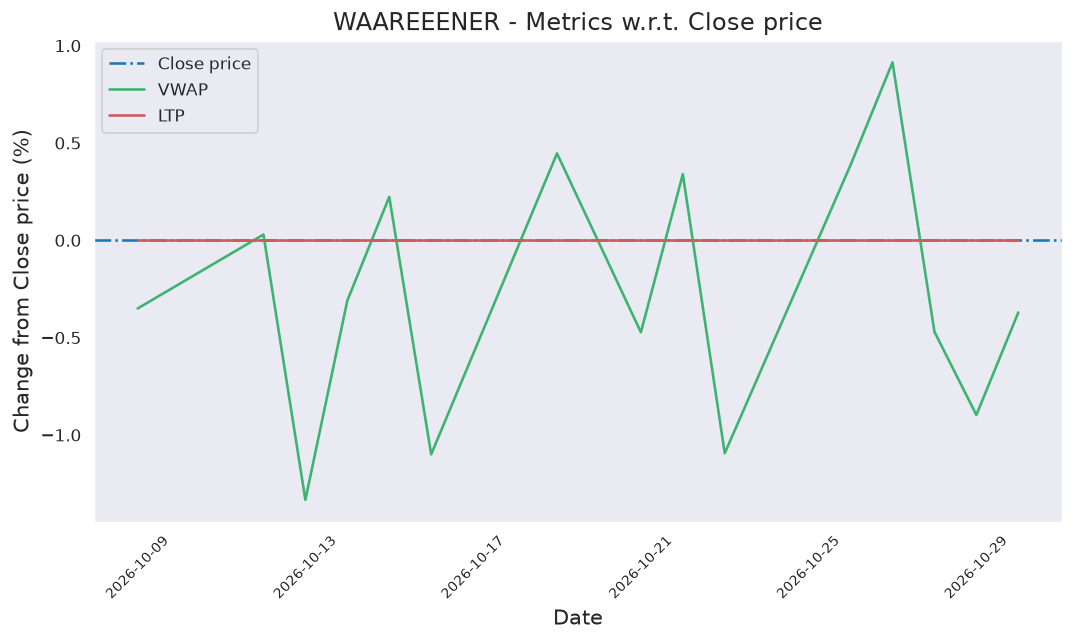 WAAREEENER - Metrics w.r.t. Close price
Close price
VWAP
LTP
1.0
0.5
0.0
−0.5
−1.0
Change from Close price (%)
2026-10-09
2026-10-13
2026-10-17
2026-10-21
2026-10-25
2026-10-29
Date